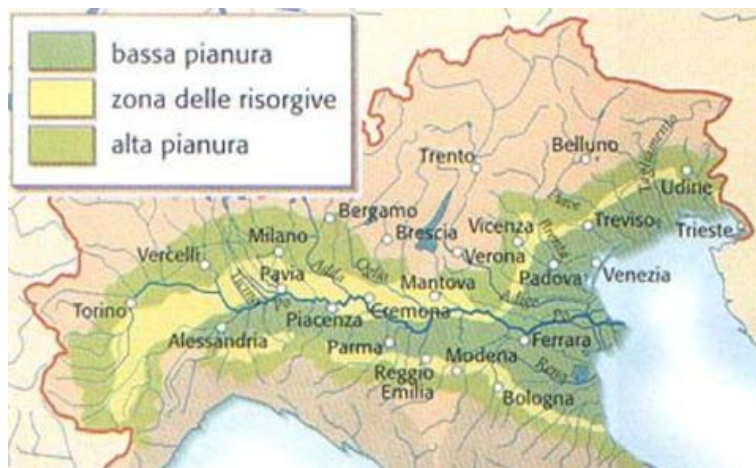 bassa pianura
zona delle risorgive
alta pianura
Trento
Belluno
Tagliamento
Udine
Piave
Bergamo
Brescia
Vicenza
Brenta
Treviso
Trieste
Milano
Vercelli
Verona
Oglio
Adda
Pavia
Ticino
Mantova
Padova
Venezia
Adige
Torino
Po
Cremona
Piacenza
Po
Alessandria
Parma
Modena
Ferrara
Reggio
Emilia
Reno
Bologna